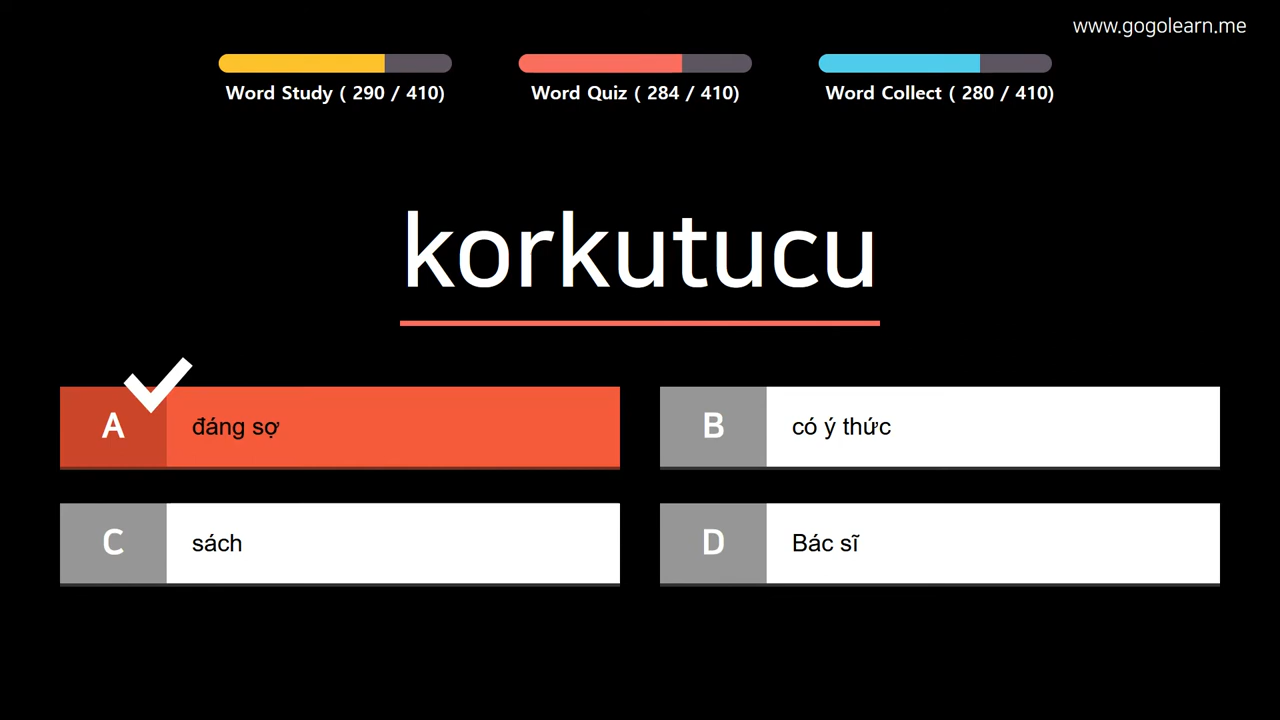 www.gogolearn.me
Word Study ( 290 / 410)
Word Quiz ( 284 / 410)
Word Collect ( 280 / 410)
korkutucu
A đáng sợ
B có ý thức
C sách
D Bác sĩ